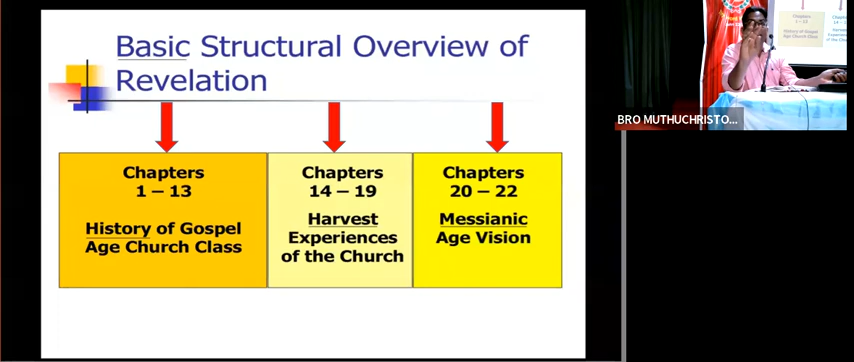 Basic Structural Overview of
Revelation
Chapters
1 – 13
History of Gospel
Age Church Class
Chapters
14 – 19
Harvest
Experiences
of the Church
Chapters
20 – 22
Messianic
Age Vision
BRO MUTHUCHRISTO...